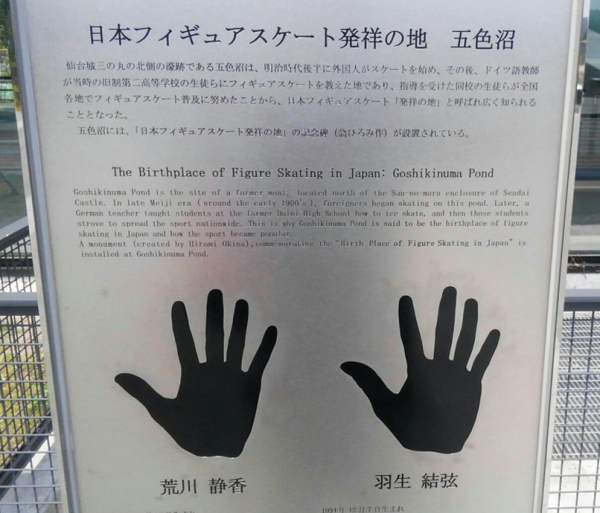 日本フィギュアスケート発祥の地　五色沼
仙台城三の丸の北側の濠跡である五色沼は、明治時代後半に外国人がスケートを始め、その後、ドイツ語教師
が当時の旧制第二高等学校の生徒らにフィギュアスケートを教えた地であり、指導を受けた同校の生徒らが全国
各地でフィギュアスケート普及に努めたことから、日本フィギュアスケート「発祥の地」と呼ばれ広く知られる
こととなった。
五色沼には、「日本フィギュアスケート発祥の地」の記念碑（翁ひろみ作）が設置されている。
The Birthplace of Figure Skating in Japan: Goshikinuma Pond
Goshikinuma Pond is the site of a former moat, located north of the San-no-maru enclosure of Sendai
Castle. In late Meiji era (around the early 1900's), foreigners began skating on this pond. Later, a
German teacher taught students at the former Daini High School how to ice skate, and then those students
strove to spread the sport nationwide. This is why Goshikinuma Pond is said to be the birthplace of figure
skating in Japan and how the sport became popular.
A monument (created by Hiromi Okina), commemorating the "Birth Place of Figure Skating in Japan" is
installed at Goshikinuma Pond.
荒川 静香
羽生 結弦
1994年12月7日生まれ